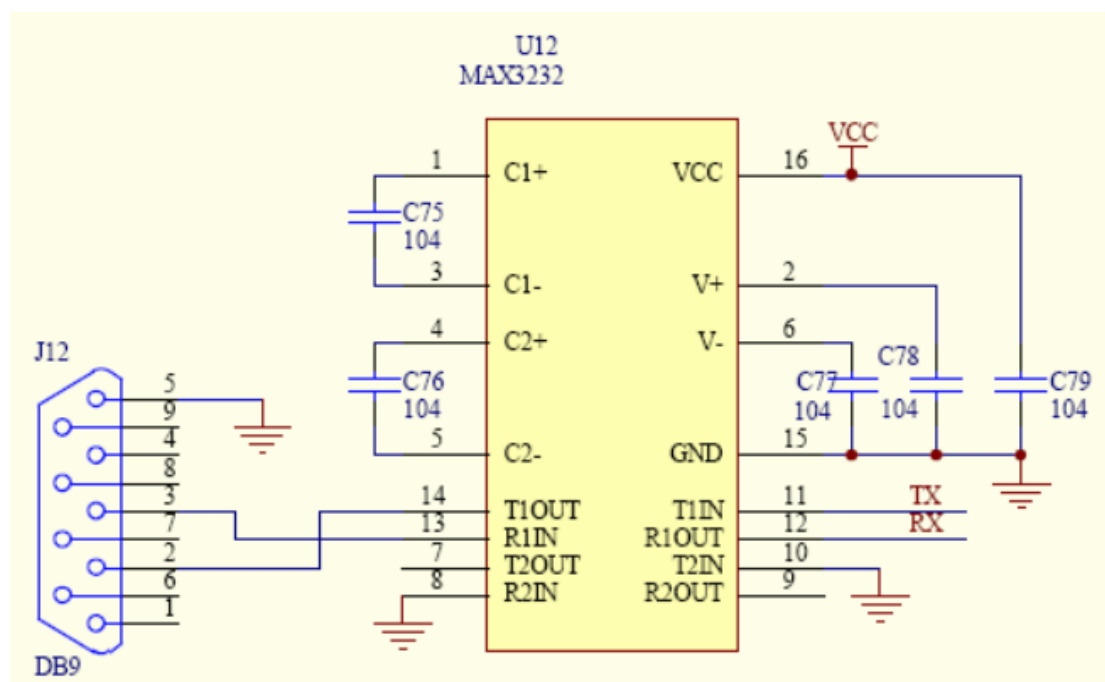 U12
MAX3232
VCC
1
C1+
VCC
16
C75
104
3
C1-
V+
2
4
C2+
V-
6
J12
C78
C76
104
C77
104
104
C79
104
5
9
4
8
3
7
2
6
1
5
C2-
GND
15
14
T1OUT
T1IN
11
TX
13
R1IN
R1OUT
12
RX
7
T2OUT
T2IN
10
8
R2IN
R2OUT
9
DB9